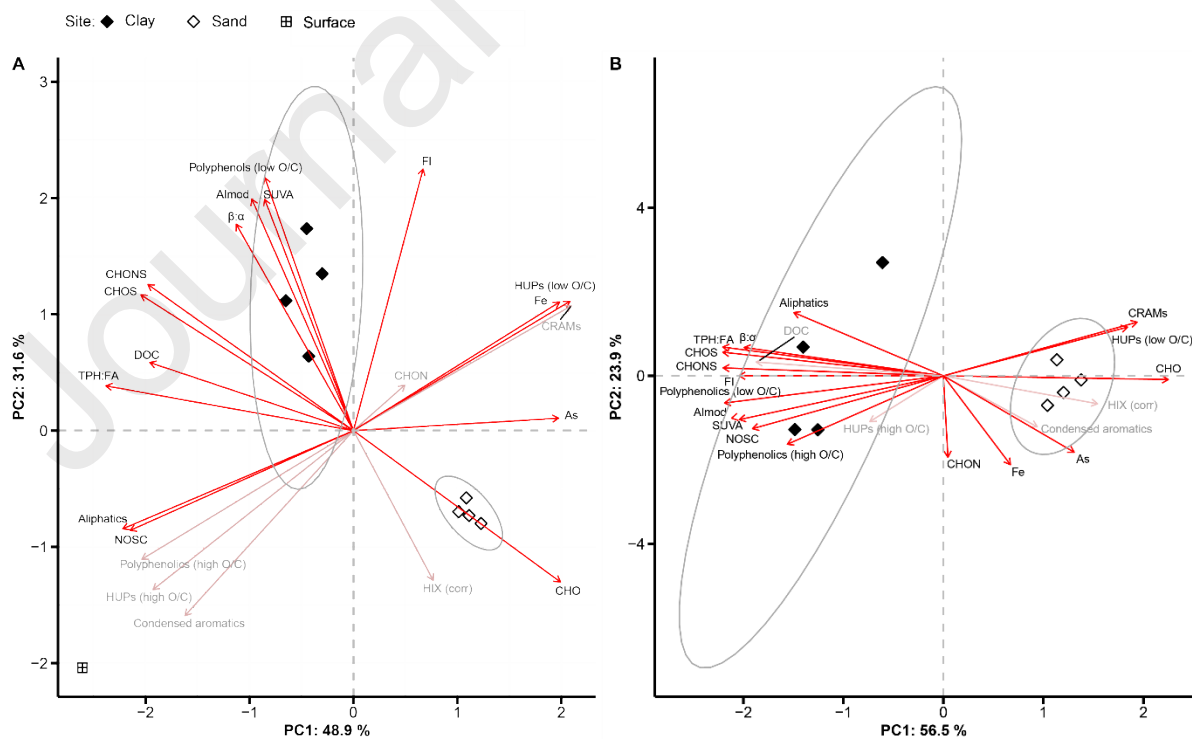 Site: Clay Sand Surface
Journal
A
PC2: 31.6 %
3
2
1
0
−1
−2
Polyphenols (low O/C)
FI
AImod SUVA
β:α
CHONS
CHOS
HUPs (low O/C)
Fe
CRAMs
DOC
TPH:FA
CHON
As
Aliphatics
NOSC
Polyphenolics (high O/C)
HUPs (high O/C)
HIX (corr)
CHO
Condensed aromatics
−2 −1 0 1 2
PC1: 48.9 %
B
PC2: 23.9 %
4
0
−4
Aliphatics
CRAMs
DOC
HUPs (low O/C)
TPH:FA β:α
CHOS
CHONS
CHO
FI
Polyphenolics (low O/C)
HIX (corr)
AImod
SUVA
HUPs (high O/C)
Condensed aromatics
NOSC
Polyphenolics (high O/C)
CHON
As
Fe
−2 −1 0 1 2
PC1: 56.5 %